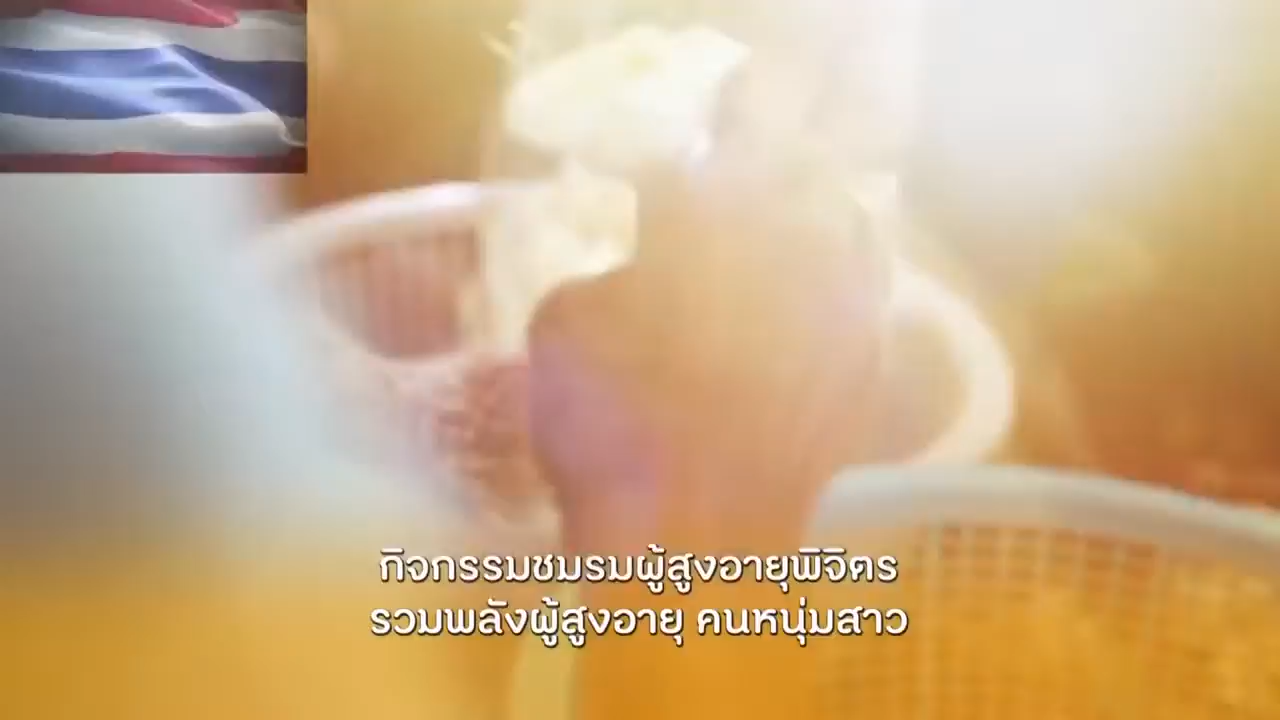 กิจกรรมชมรมผู้สูงอายุพิจิตร
รวมพลังผู้สูงอายุ คนหนุ่มสาว